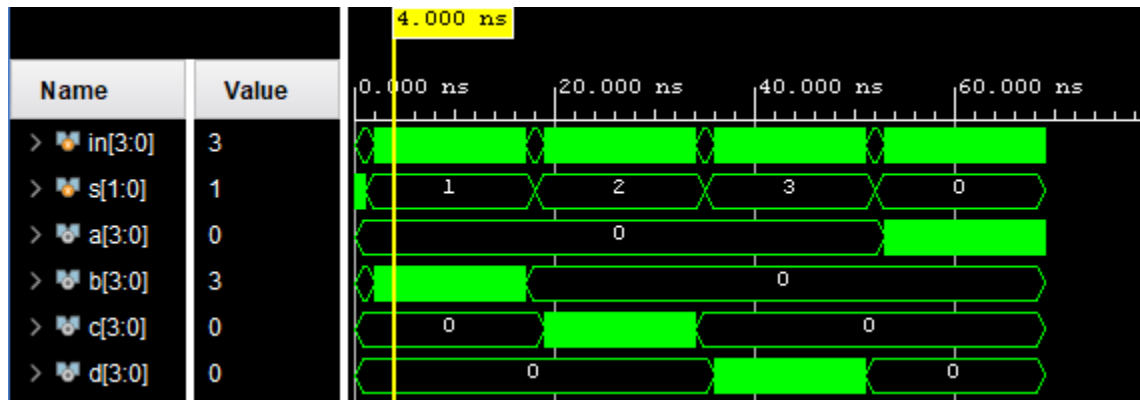 4.000 ns
Name Value 0.000 ns 20.000 ns 40.000 ns 60.000 ns
in[3:0] 3
s[1:0] 1 1 2 3 0
a[3:0] 0 0
b[3:0] 3 0
c[3:0] 0 0 0
d[3:0] 0 0 0